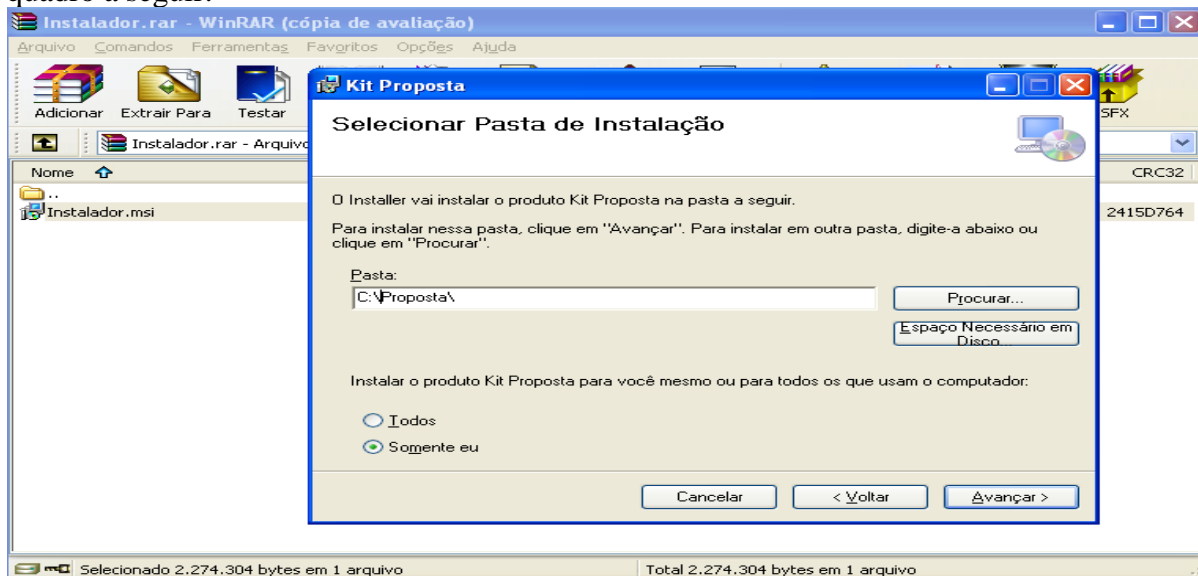 quadro a seguir:
Instalador.rar - WinRAR (cópia de avaliação)
Arquivo Comandos Ferramentas Favoritos Opções Ajuda
Adicionar Extrair Para Testar SFX
Instalador.rar - Arquivo
Nome CRC32
..
Instalador.msi 2415D764
Kit Proposta
Selecionar Pasta de Instalação
O Installer vai instalar o produto Kit Proposta na pasta a seguir.
Para instalar nessa pasta, clique em "Avançar". Para instalar em outra pasta, digite-a abaixo ou
clique em "Procurar".
Pasta:
C:\Proposta\
Procurar...
Espaço Necessário em
Disco...
Instalar o produto Kit Proposta para você mesmo ou para todos os que usam o computador:
Todos
Somente eu
Cancelar < Voltar Avançar >
Selecionado 2.274.304 bytes em 1 arquivo Total 2.274.304 bytes em 1 arquivo